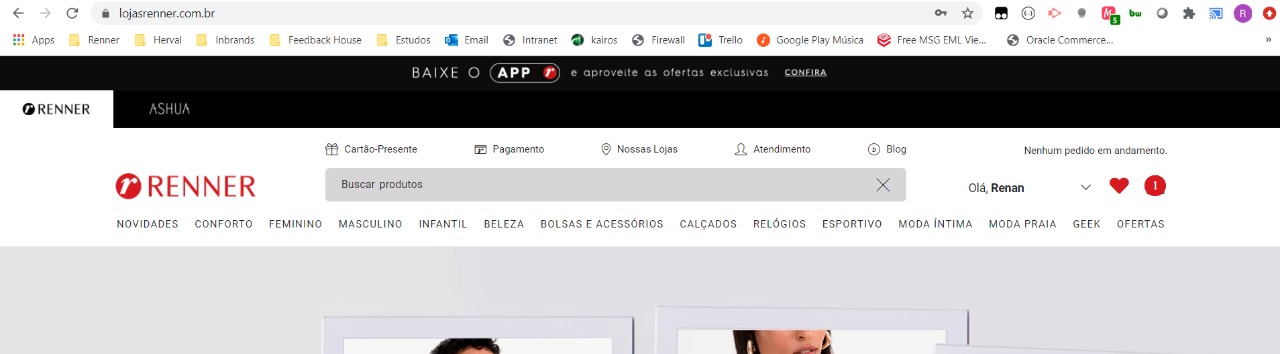 lojasrenner.com.br
R
5
bw
Apps Renner Herval Inbrands Feedback House Estudos Email Intranet kairos Firewall Trello Google Play Música Free MSG EML Vie... Oracle Commerce... »
BAIXE O APP r e aproveite as ofertas exclusivas CONFIRA
RENNER ASHUA
Cartão-Presente Pagamento Nossas Lojas Atendimento Blog Nenhum pedido em andamento.
RENNER Buscar produtos Olá, Renan 1
NOVIDADES CONFORTO FEMININO MASCULINO INFANTIL BELEZA BOLSAS E ACESSÓRIOS CALÇADOS RELÓGIOS ESPORTIVO MODA ÍNTIMA MODA PRAIA GEEK OFERTAS